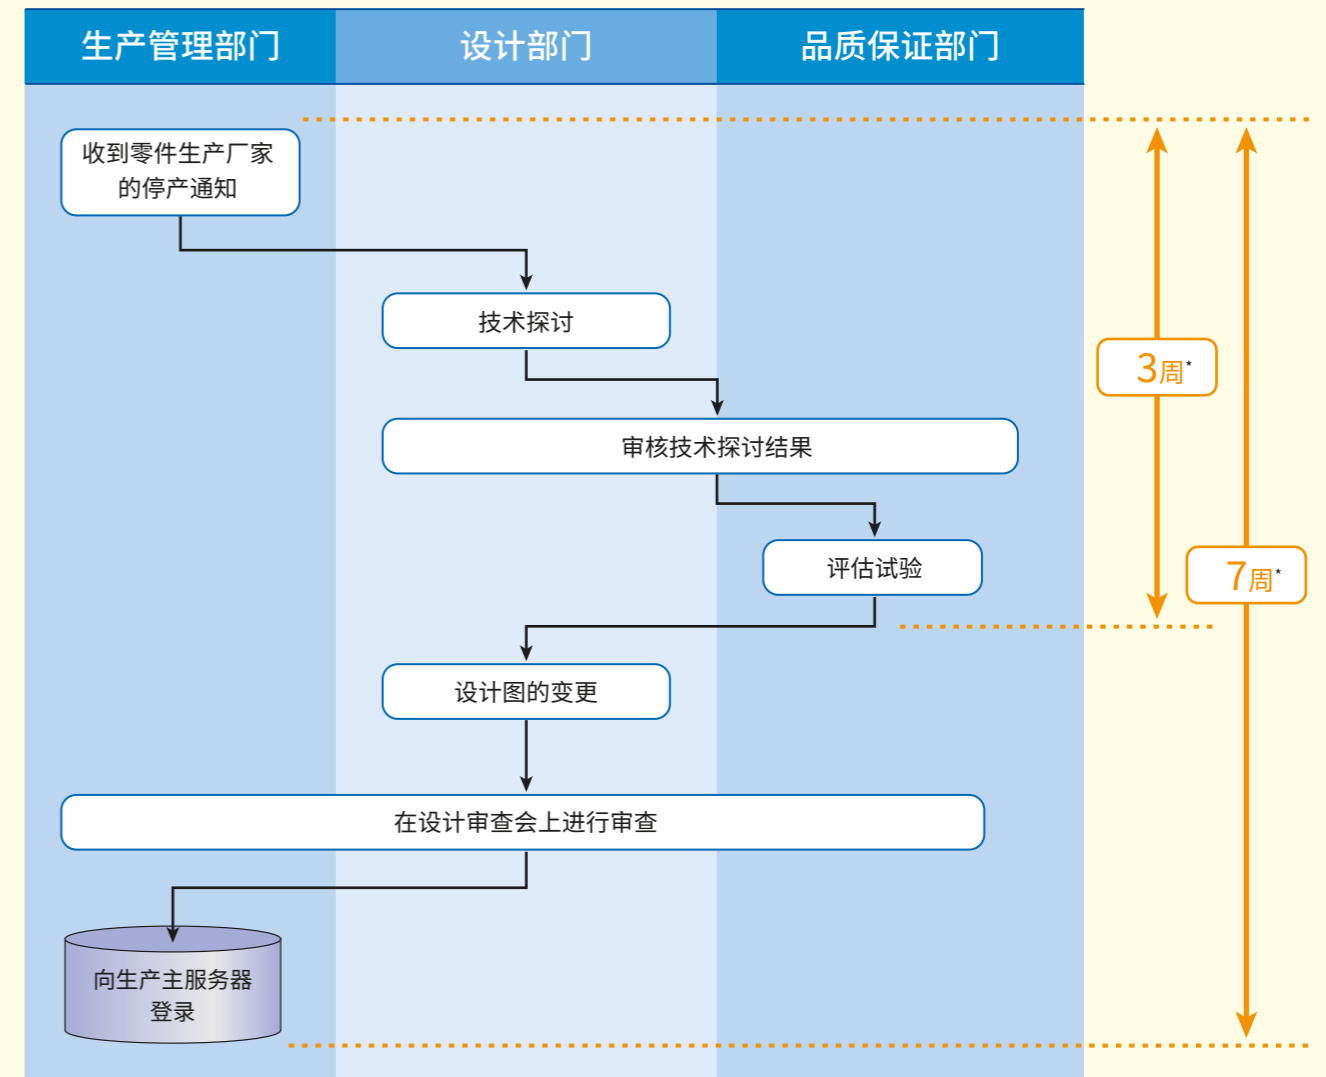 生产管理部门
设计部门
品质保证部门
收到零件生产厂家
的停产通知
技术探讨
3周*
审核技术探讨结果
评估试验
7周*
设计图的变更
在设计审查会上进行审查
向生产主服务器
登录